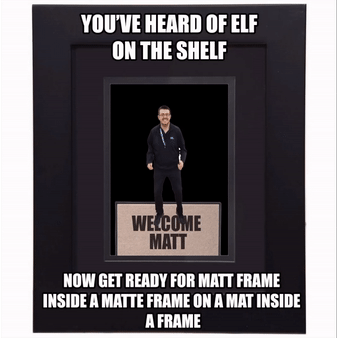 YOU'VE HEARD OF ELF
ON THE SHELF
WELCOME
MATT
NOW GET READY FOR MATT FRAME
INSIDE A MATTE FRAME ON A MAT INSIDE
A FRAME